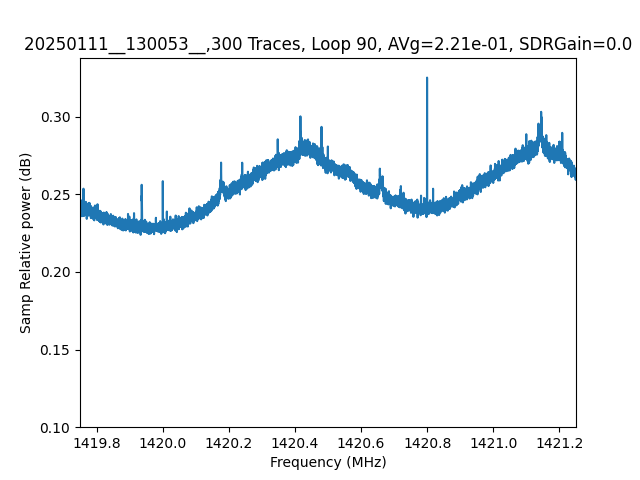 20250111__130053__,300 Traces, Loop 90, AVg=2.21e-01, SDRGain=0.0
0.30
0.25
0.20
0.15
0.10
Samp Relative power (dB)
1419.8 1420.0 1420.2 1420.4 1420.6 1420.8 1421.0 1421.2
Frequency (MHz)